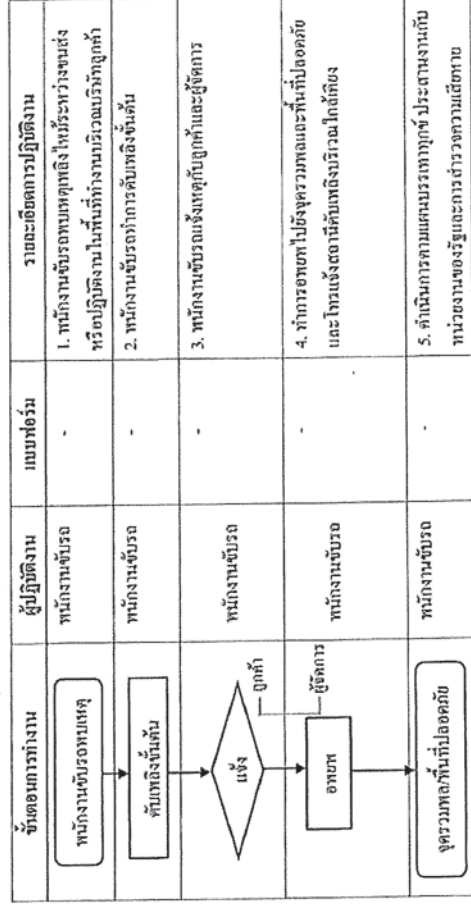 ขั้นตอนการทำงาน
ผู้ปฏิบัติงาน
แบบฟอร์ม
รายละเอียดการปฏิบัติงาน
พนักงานขับรถพบเหตุ
พนักงานขับรถ
-
1. พนักงานขับรถพบเหตุเพลิงไหม้ระหว่างขนส่ง
หรือปฏิบัติงานในพื้นที่ทำงานบริเวณบริษัทลูกค้า
ดับเพลิงขั้นต้น
พนักงานขับรถ
-
2. พนักงานขับรถทำการดับเพลิงขั้นต้น
แจ้ง
ลูกค้า
ผู้จัดการ
พนักงานขับรถ
-
3. พนักงานขับรถแจ้งเหตุกับลูกค้าและผู้จัดการ
อพยพ
พนักงานขับรถ
-
4. ทำการอพยพไปยังจุดรวมพลและพื้นที่ปลอดภัย
และโทรแจ้งสถานีดับเพลิงบริเวณใกล้เคียง
จุดรวมพล/พื้นที่ปลอดภัย
พนักงานขับรถ
-
5. ดำเนินการตามแผนบรรเทาทุกข์ ประสานงานกับ
หน่วยงานของรัฐและการสำรวจความเสียหาย